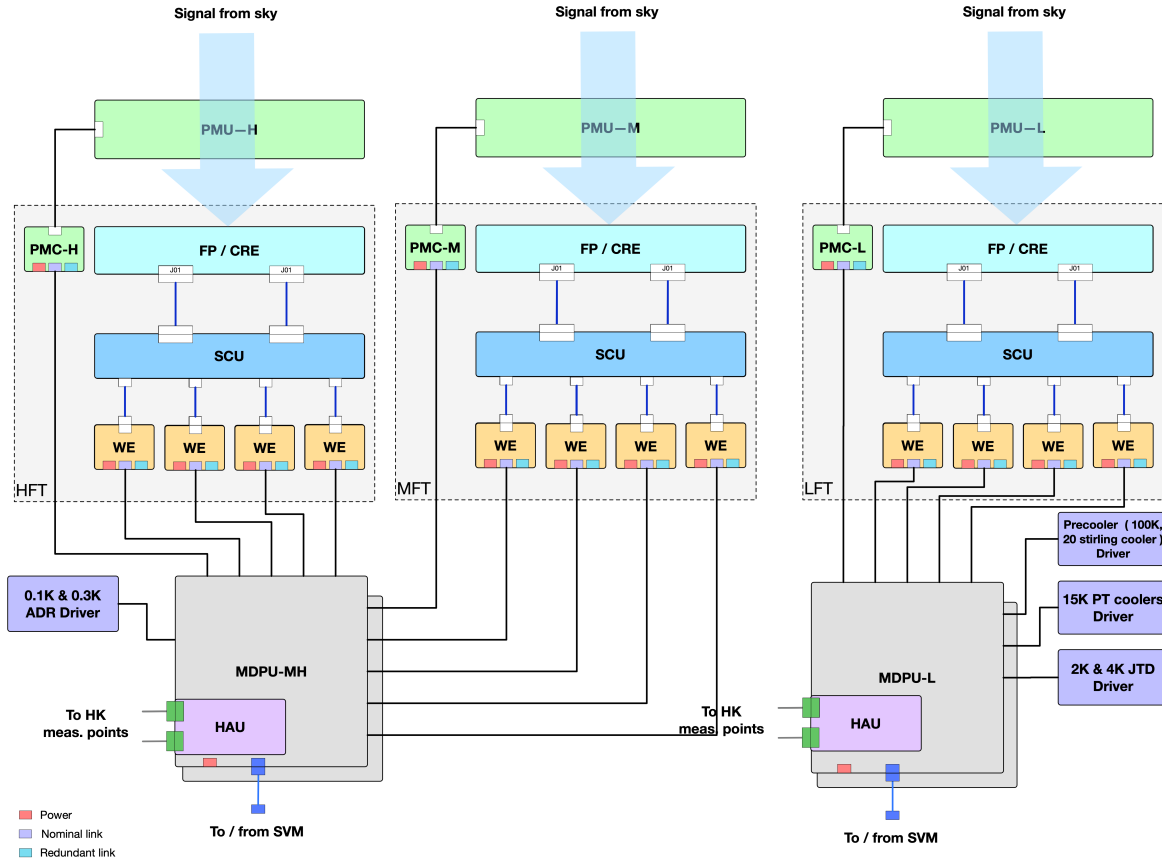 Signal from sky
Signal from sky
Signal from sky
PMU—H
PMU—M
PMU—L
PMC-H
FP / CRE
J01
J01
SCU
WE
WE
WE
WE
HFT
PMC-M
FP / CRE
J01
J01
SCU
WE
WE
WE
WE
MFT
PMC-L
FP / CRE
J01
J01
SCU
WE
WE
WE
WE
LFT
0.1K & 0.3K
ADR Driver
MDPU-MH
HAU
To HK
meas. points
To / from SVM
Precooler ( 100K,
20 stirling cooler )
Driver
15K PT coolers
Driver
2K & 4K JTD
Driver
MDPU-L
HAU
To HK
meas. points
To / from SVM
Power
Nominal link
Redundant link